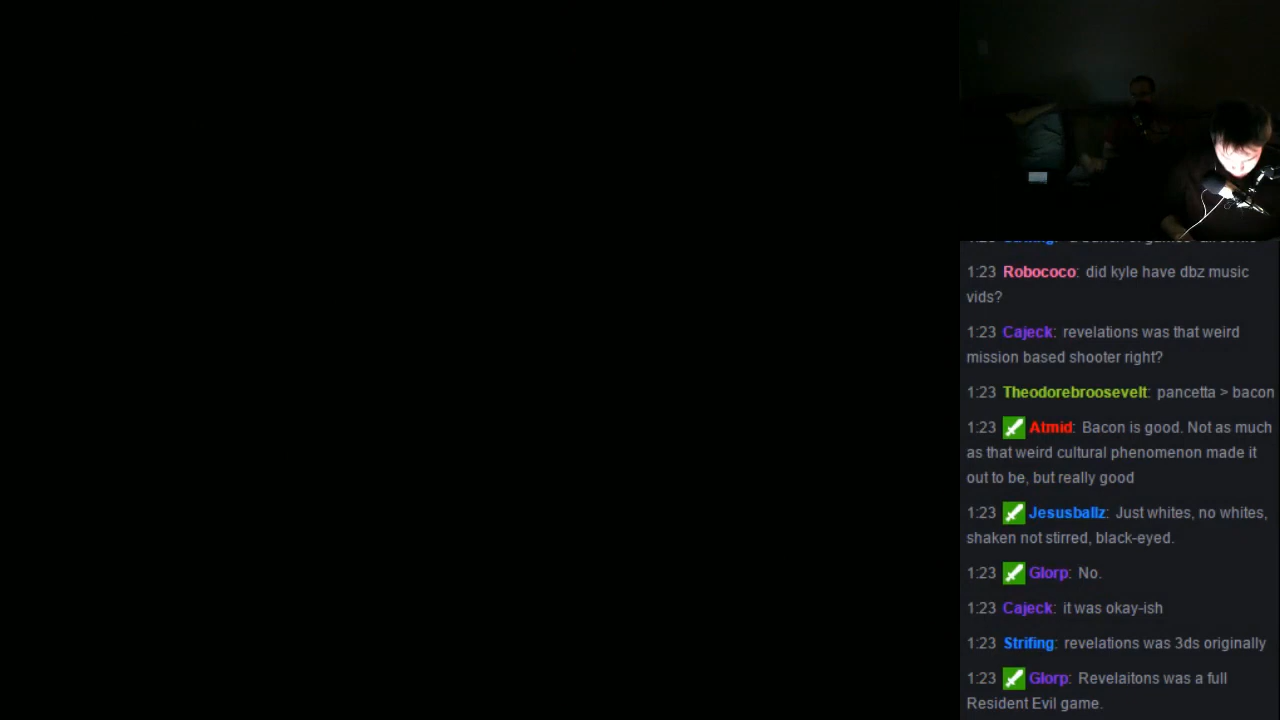 1:23 Robococo: did kyle have dbz music
vids?
1:23 Cajeck: revelations was that weird
mission based shooter right?
1:23 Theodorebroosevelt: pancetta > bacon
1:23 Atmid: Bacon is good. Not as much
as that weird cultural phenomenon made it
out to be, but really good
1:23 Jesusballz: Just whites, no whites,
shaken not stirred, black-eyed.
1:23 Glorp: No.
1:23 Cajeck: it was okay-ish
1:23 Strifing: revelations was 3ds originally
1:23 Glorp: Revelaitons was a full
Resident Evil game.